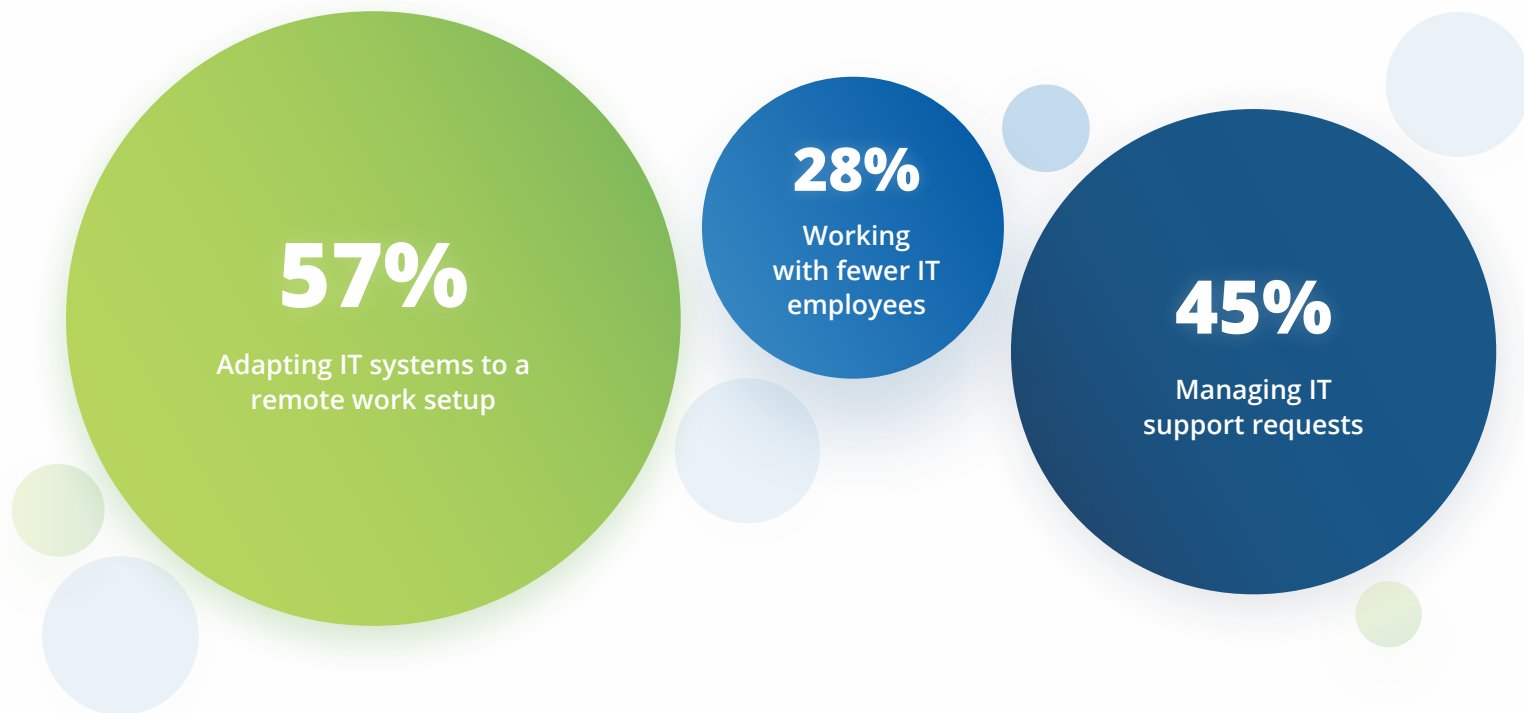 57%
Adapting IT systems to a
remote work setup
28%
Working
with fewer IT
employees
45%
Managing IT
support requests